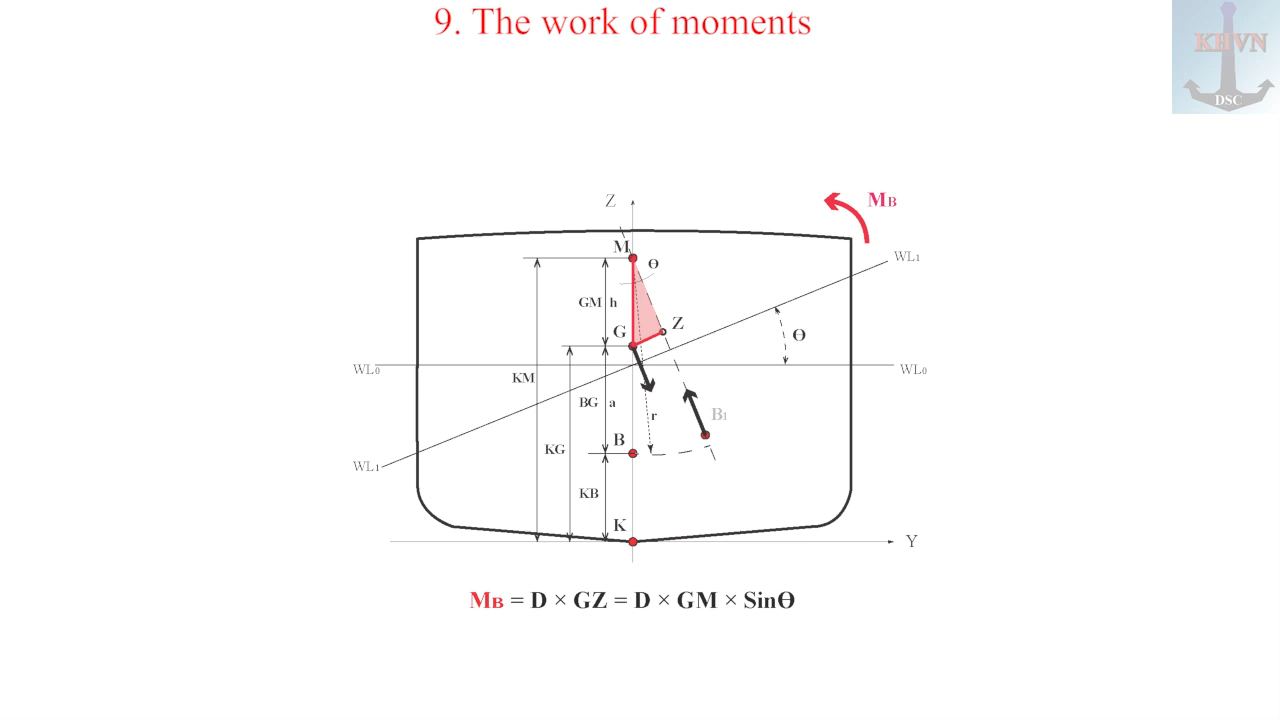 9. The work of moments
KHVN
DSC
Z
MB
M
Ɵ
WL1
GM h
G
Z
Ɵ
WL0
WL0
KM
BG a
r
B1
B
KG
WL1
KB
K
Y
MB = D × GZ = D × GM × SinƟ